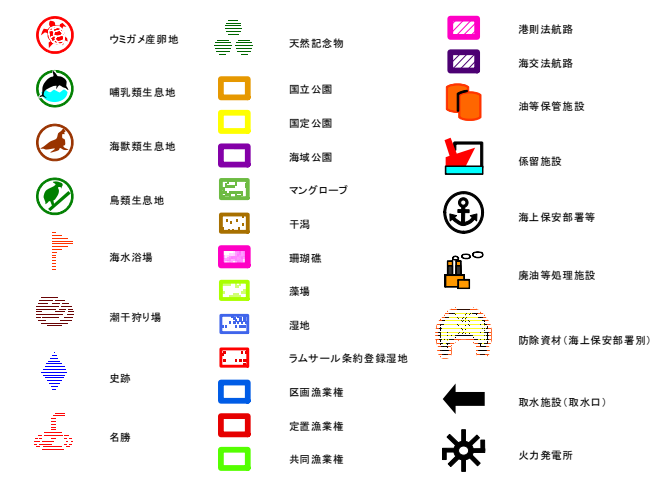 ウミガメ産卵地
哺乳類生息地
海獣類生息地
鳥類生息地
海水浴場
潮干狩り場
史跡
名勝
天然記念物
国立公園
国定公園
海域公園
マングローブ
干潟
珊瑚礁
藻場
湿地
ラムサール条約登録湿地
区画漁業権
定置漁業権
共同漁業権
港則法航路
海交法航路
油等保管施設
係留施設
海上保安部署等
廃油等処理施設
防除資材(海上保安部署別)
取水施設(取水口)
火力発電所